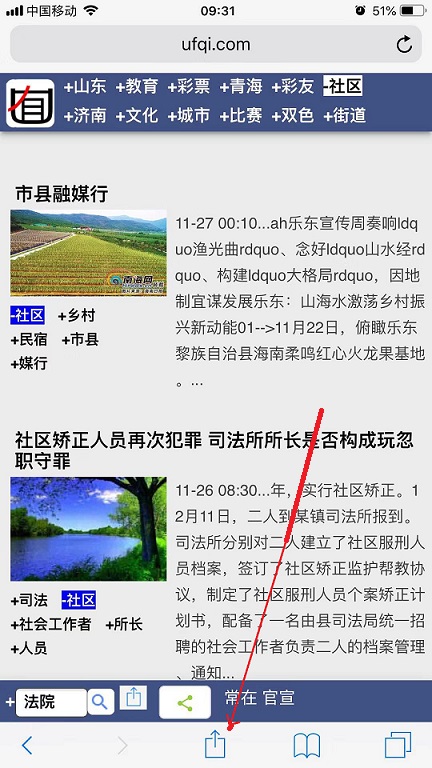 中国移动 09:31 51%
ufqi.com
+山东 +教育 +彩票 +青海 +彩友 -社区
+济南 +文化 +城市 +比赛 +双色 +街道
市县融媒行
11-27 00:10...ah乐东宣传周奏响ldq
uo渔光曲rdquo、念好ldquo山水经rd
quo、构建ldquo大格局rdquo，因地
制宜谋发展乐东：山海水激荡乡村振
兴新动能01-->11月22日，俯瞰乐东
黎族自治县海南柔鸣红心火龙果基地
。...
南海网
-社区 +乡村
+民宿 +市县
+媒行
社区矫正人员再次犯罪 司法所所长是否构成玩忽
职守罪
11-26 08:30...年，实行社区矫正。1
2月11日，二人到某镇司法所报到。
司法所分别对二人建立了社区服刑人
员档案，签订了社区矫正监护帮教协
议，制定了社区服刑人员个案矫正计
划书，配备了一名由县司法局统一招
聘的社会工作者负责二人的档案管理
、通知...
+司法 -社区
+社会工作者 +所长
+人员
+ 法院 常在 官宣